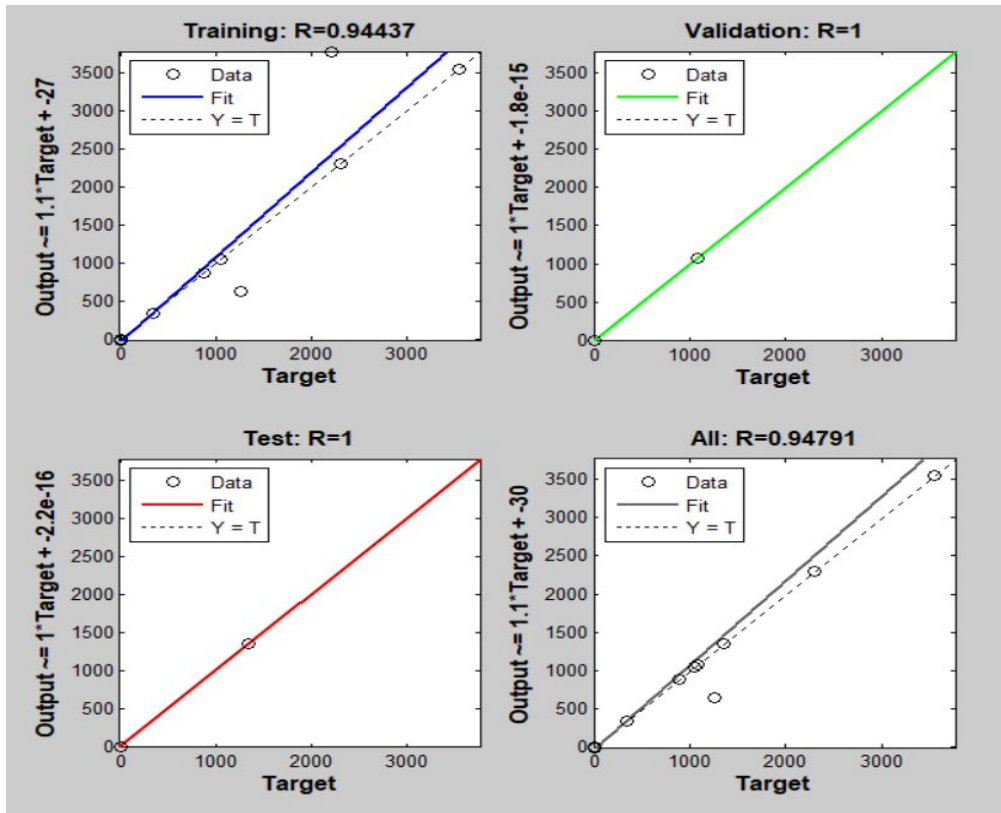 Training: R=0.94437
Output ~= 1.1*Target + -27
3500
3000
2500
2000
1500
1000
500
0
Data
Fit
Y = T
0 1000 2000 3000
Target
Validation: R=1
Output ~= 1*Target + -1.8e-15
3500
3000
2500
2000
1500
1000
500
0
Data
Fit
Y = T
0 1000 2000 3000
Target
Test: R=1
Output ~= 1*Target + -2.2e-16
3500
3000
2500
2000
1500
1000
500
0
Data
Fit
Y = T
0 1000 2000 3000
Target
All: R=0.94791
Output ~= 1.1*Target + -30
3500
3000
2500
2000
1500
1000
500
0
Data
Fit
Y = T
0 1000 2000 3000
Target